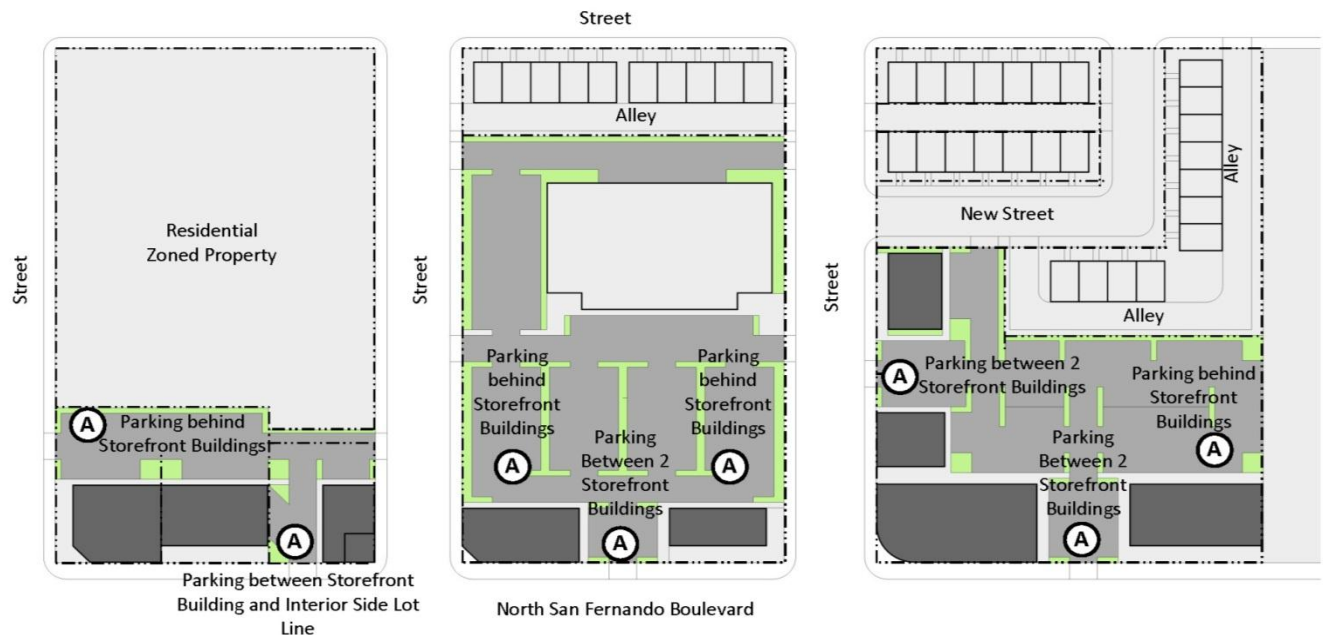 Street
Street
Residential
Zoned Property
A
Parking behind
Storefront Buildings
A
Parking between Storefront
Building and Interior Side Lot
Line
Street
Alley
Parking
behind
Storefront
Buildings
A
Parking
Between 2
Storefront
Buildings
A
Parking
behind
Storefront
Buildings
A
North San Fernando Boulevard
Street
New Street
Alley
Alley
A
Parking between 2
Storefront Buildings
Parking behind
Storefront
Buildings
A
Parking
Between 2
Storefront
Buildings
A